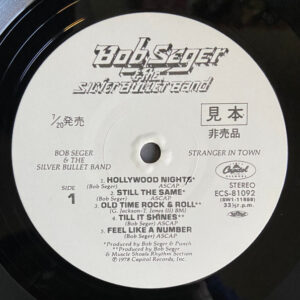 Bob Seger
& THE
SILVER BULLET BAND
7/20発売
見本
非売品
BOB SEGER
& THE
SILVER BULLET BAND
STRANGER IN TOWN
Capitol
SIDE
1
STEREO
ECS-81092
(SW1-11698)
33⅓ r.p.m.
1 HOLLYWOOD NIGHTS*
(Bob Seger) ASCAP
2. STILL THE SAME*
(Bob Seger) ASCAP
3. OLD TIME ROCK & ROLL**
(G. Jackson-T. Jones III) BMI
4. TILL IT SHINES**
(Bob Seger) ASCAP
5. FEEL LIKE A NUMBER
(Bob Seger) ASCAP
*Produced by Bob Seger & Punch
**Produced by Bob Seger
& Muscle Shoals Rhythm Section
℗ 1978 Capitol Records, Inc.